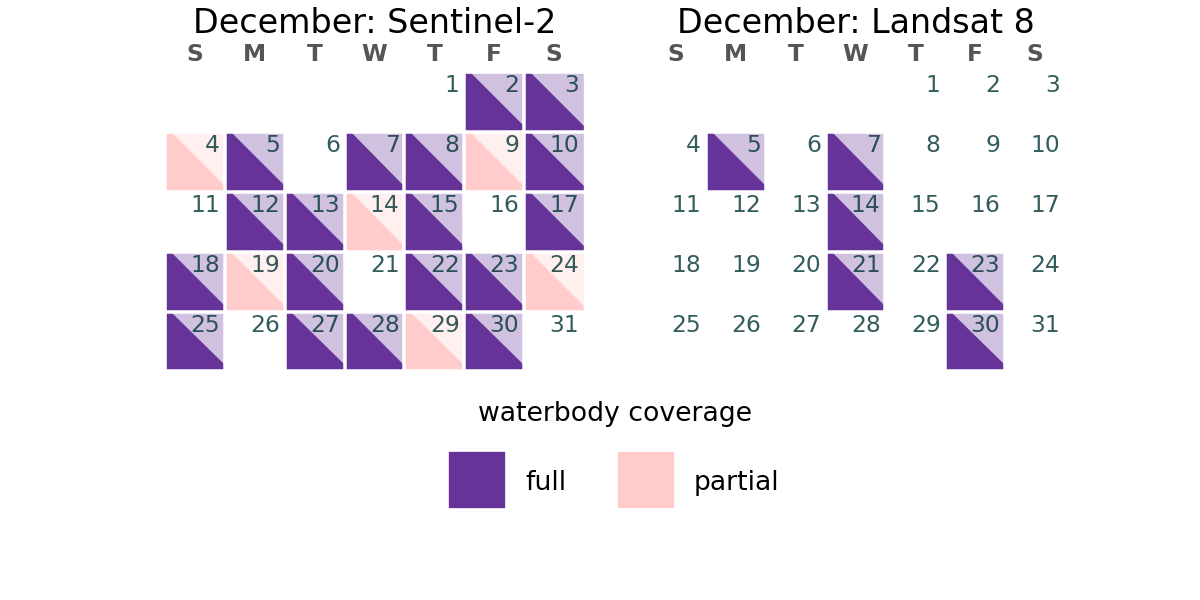 December: Sentinel-2
S M T W T F S
1 2 3
4 5 6 7 8 9 10
11 12 13 14 15 16 17
18 19 20 21 22 23 24
25 26 27 28 29 30 31
December: Landsat 8
S M T W T F S
1 2 3
4 5 6 7 8 9 10
11 12 13 14 15 16 17
18 19 20 21 22 23 24
25 26 27 28 29 30 31
waterbody coverage
full partial